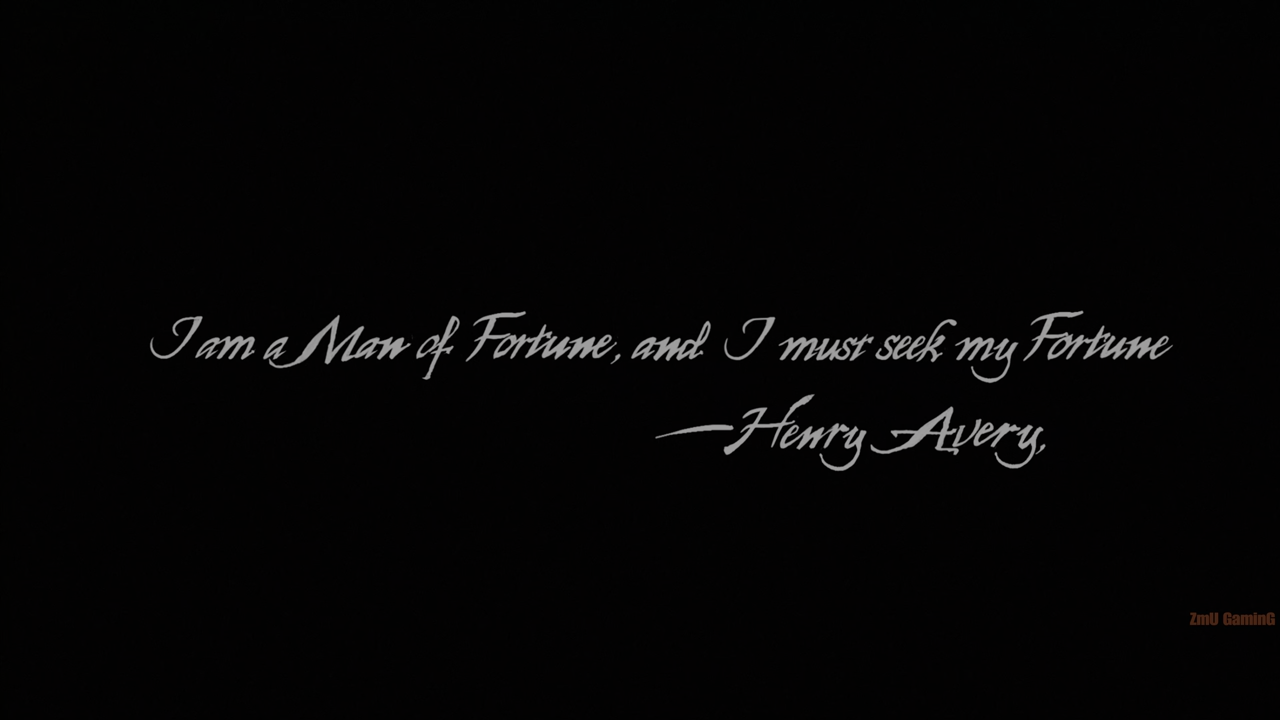 I am a Man of Fortune, and I must seek my Fortune
—Henry Avery,
ZmU GaminG